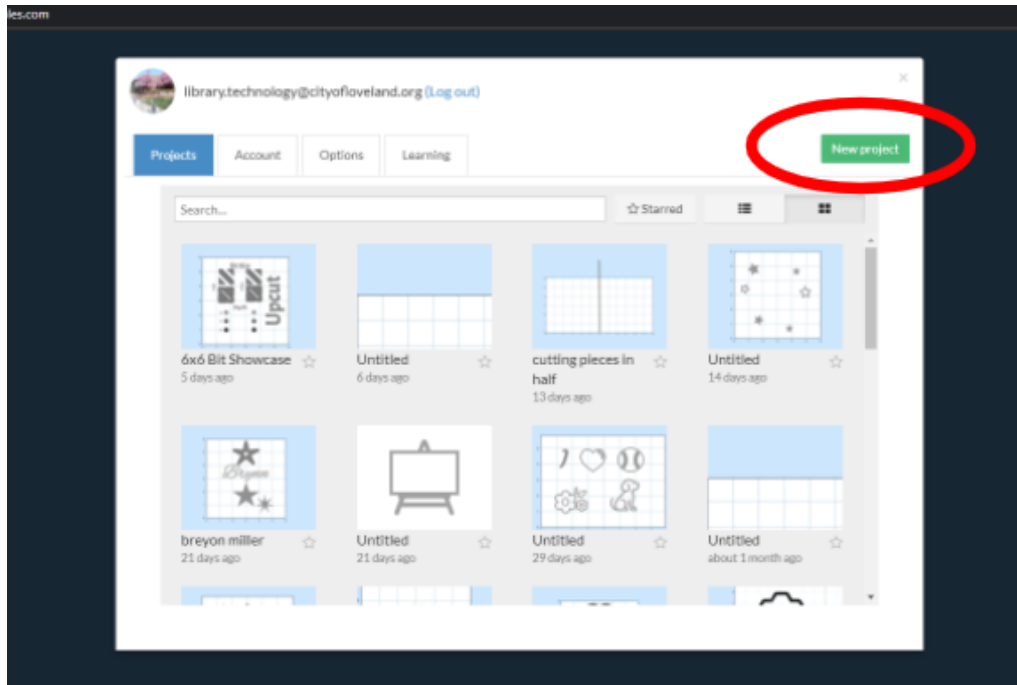 les.com
library.technology@cityofloveland.org (Log out)
Projects Account Options Learning New project
Search... Starred
Upcut
6x6 Bit Showcase
5 days ago
Untitled
6 days ago
cutting pieces in
half
13 days ago
Untitled
14 days ago
Breyon
breyon miller
21 days ago
Untitled
21 days ago
Untitled
29 days ago
Untitled
about 1 month ago